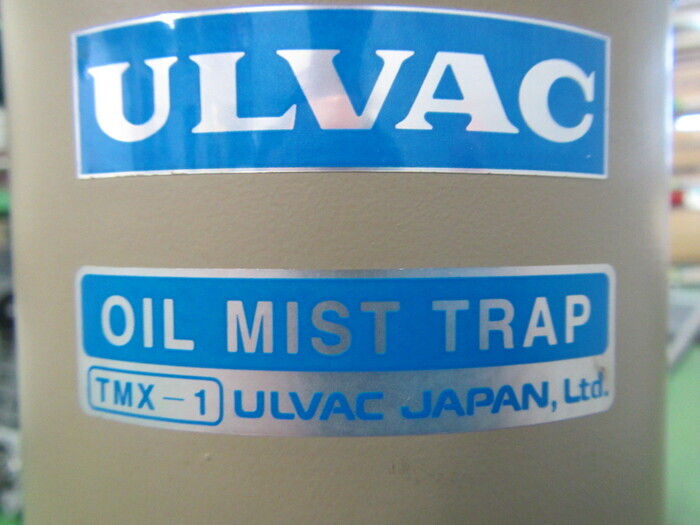 ULVAC
OIL MIST TRAP
TMX-1 ULVAC JAPAN, Ltd.